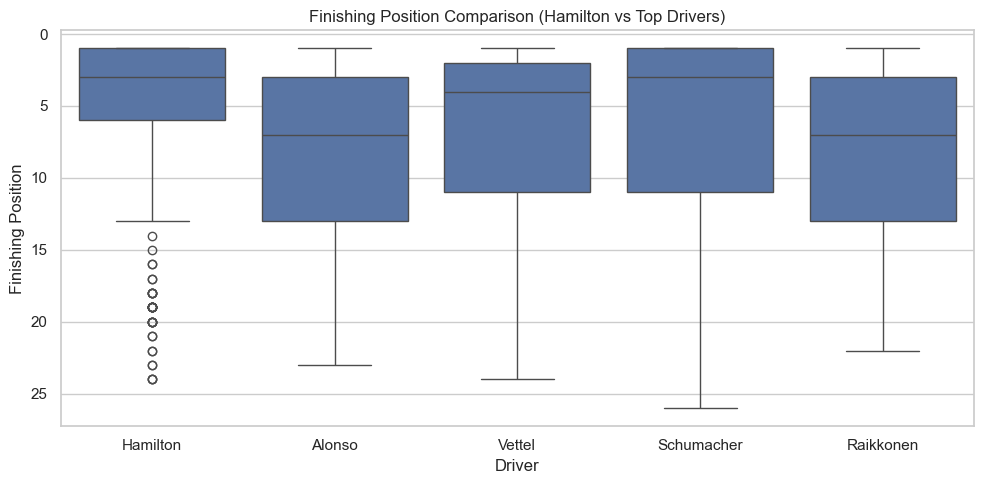 Finishing Position Comparison (Hamilton vs Top Drivers)
Finishing Position
0
5
10
15
20
25
Hamilton
Alonso
Vettel
Schumacher
Raikkonen
Driver